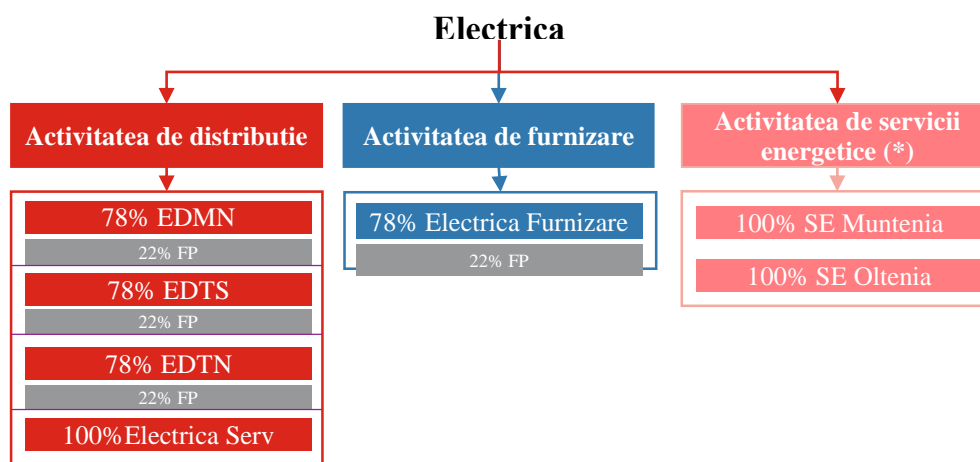 Electrica
Activitatea de distributie
78% EDMN
22% FP
78% EDTS
22% FP
78% EDTN
22% FP
100%Electrica Serv
Activitatea de furnizare
78% Electrica Furnizare
22% FP
Activitatea de servicii
energetice (*)
100% SE Muntenia
100% SE Oltenia